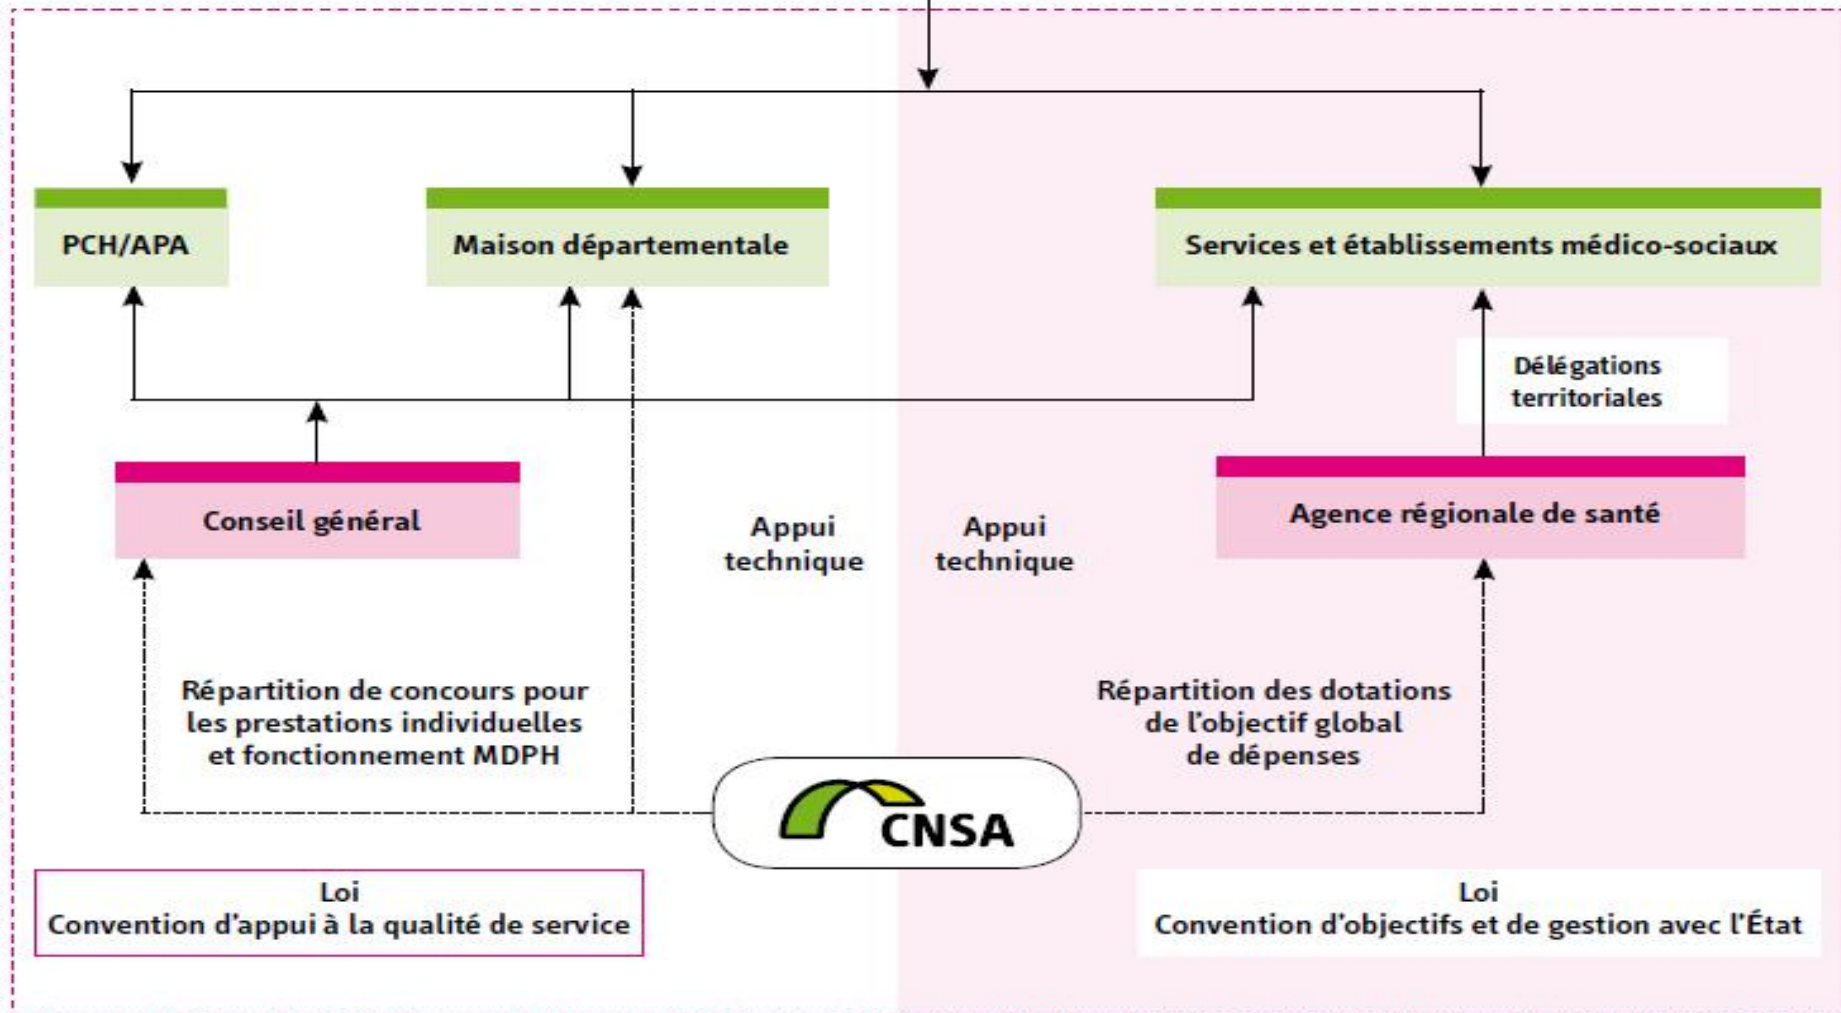 PCH/APA
Maison départementale
Services et établissements médico-sociaux
Délégations
territoriales
Conseil général
Agence régionale de santé
Appui
technique
Appui
technique
Répartition de concours pour
les prestations individuelles
et fonctionnement MDPH
Répartition des dotations
de l'objectif global
de dépenses
CNSA
Loi
Convention d'appui à la qualité de service
Loi
Convention d'objectifs et de gestion avec l'État